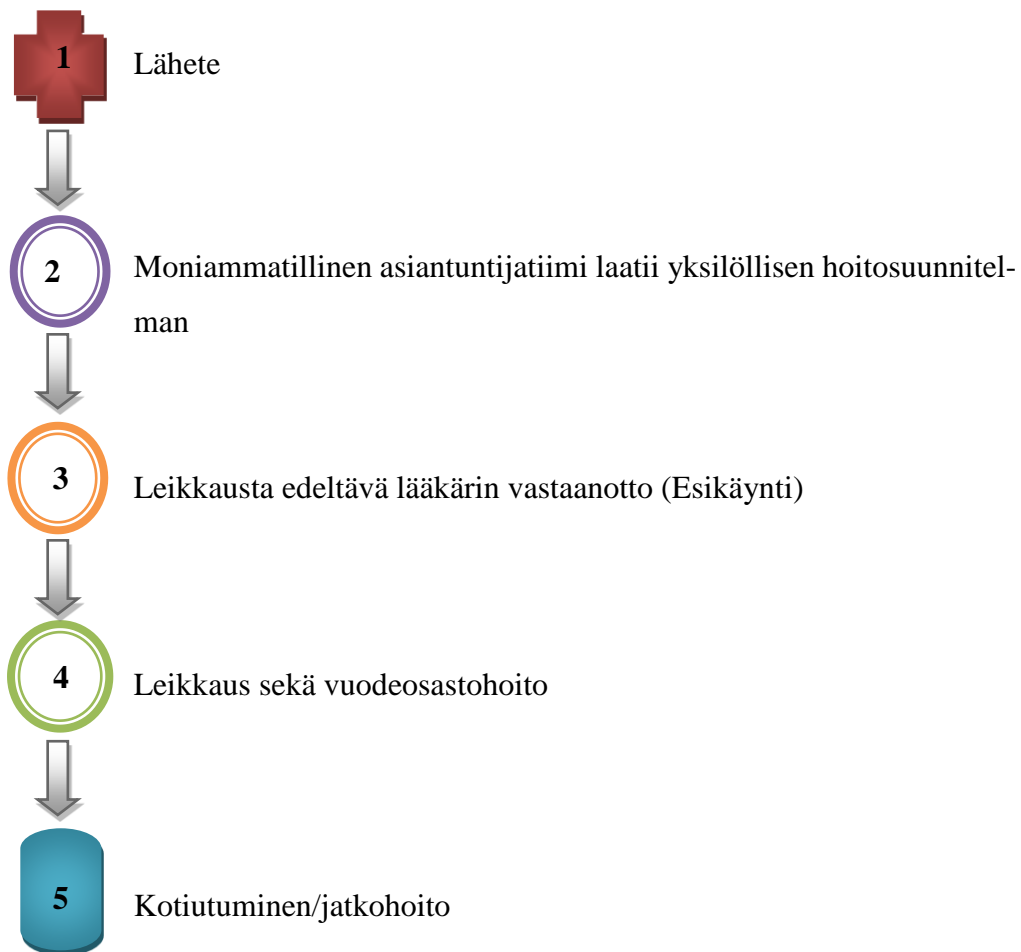 1 Lähete
2 Moniammatillinen asiantuntijatiimi laatii yksilöllisen hoitosuunnitel-
man
3 Leikkausta edeltävä lääkärin vastaanotto (Esikäynti)
4 Leikkaus sekä vuodeosastohoito
5 Kotiutuminen/jatkohoito